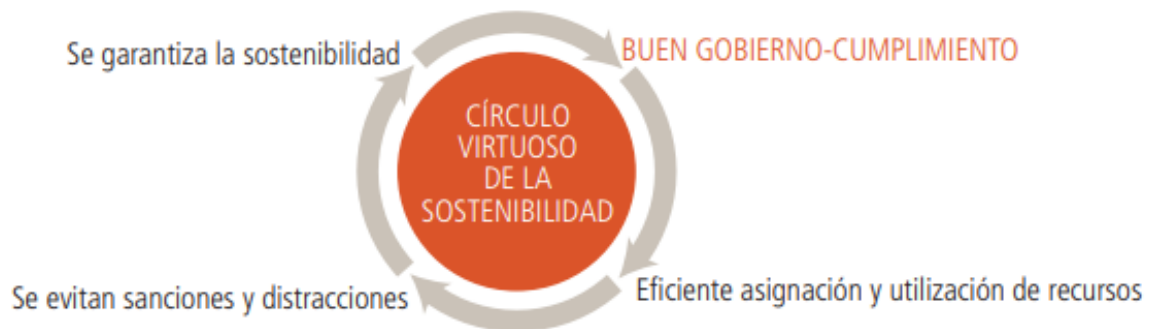 Se garantiza la sostenibilidad
BUEN GOBIERNO-CUMPLIMIENTO
CÍRCULO
VIRTUOSO
DE LA
SOSTENIBILIDAD
Se evitan sanciones y distracciones
Eficiente asignación y utilización de recursos